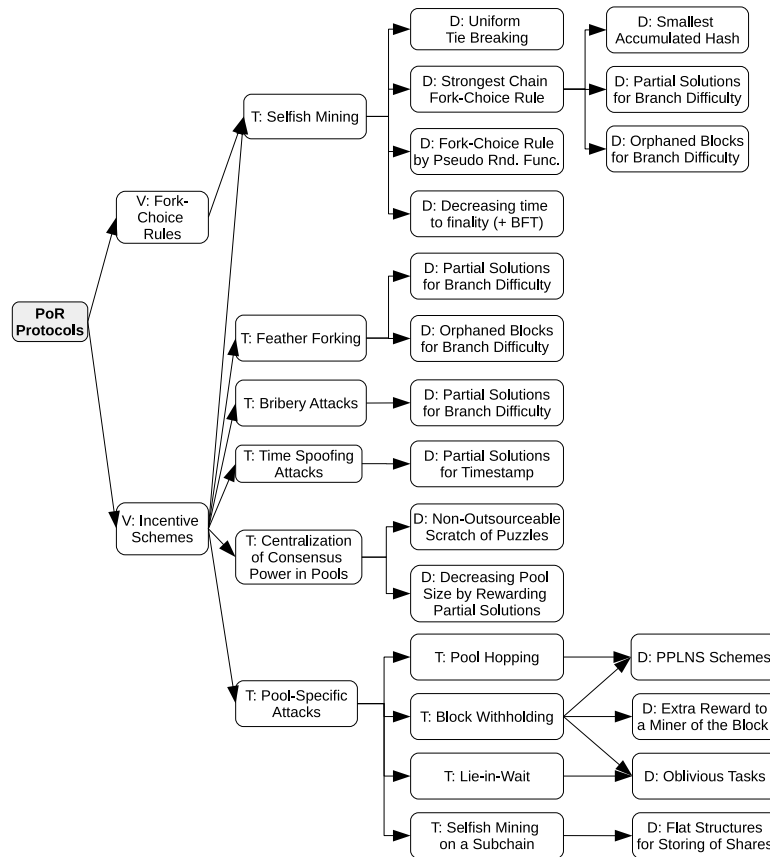 PoR
Protocols
V: Fork-
Choice
Rules
V: Incentive
Schemes
T: Selfish Mining
T: Feather Forking
T: Bribery Attacks
T: Time Spoofing
Attacks
T: Centralization
of Consensus
Power in Pools
T: Pool-Specific
Attacks
D: Uniform
Tie Breaking
D: Strongest Chain
Fork-Choice Rule
D: Fork-Choice Rule
by Pseudo Rnd. Func.
D: Decreasing time
to finality (+ BFT)
D: Partial Solutions
for Branch Difficulty
D: Orphaned Blocks
for Branch Difficulty
D: Partial Solutions
for Branch Difficulty
D: Partial Solutions
for Timestamp
D: Non-Outsourceable
Scratch of Puzzles
D: Decreasing Pool
Size by Rewarding
Partial Solutions
T: Pool Hopping
T: Block Withholding
T: Lie-in-Wait
T: Selfish Mining
on a Subchain
D: Smallest
Accumulated Hash
D: Partial Solutions
for Branch Difficulty
D: Orphaned Blocks
for Branch Difficulty
D: PPLNS Schemes
D: Extra Reward to
a Miner of the Block
D: Oblivious Tasks
D: Flat Structures
for Storing of Shares